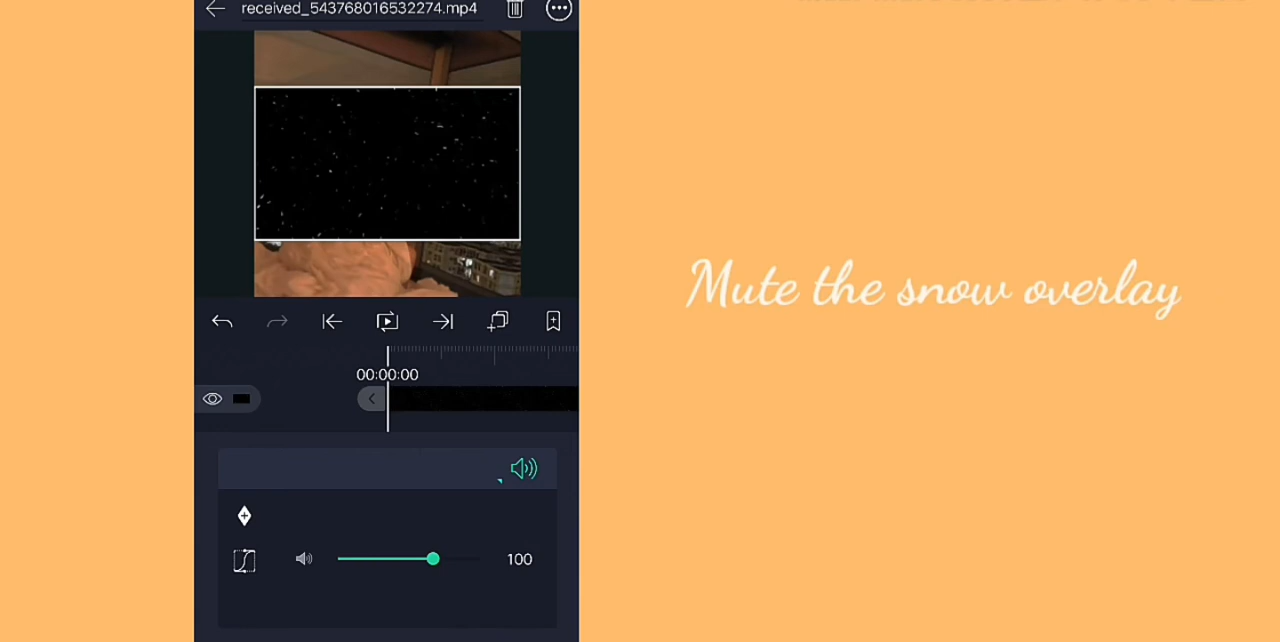 received_543768016532274.mp4
Mute the snow overlay
00:00:00
100